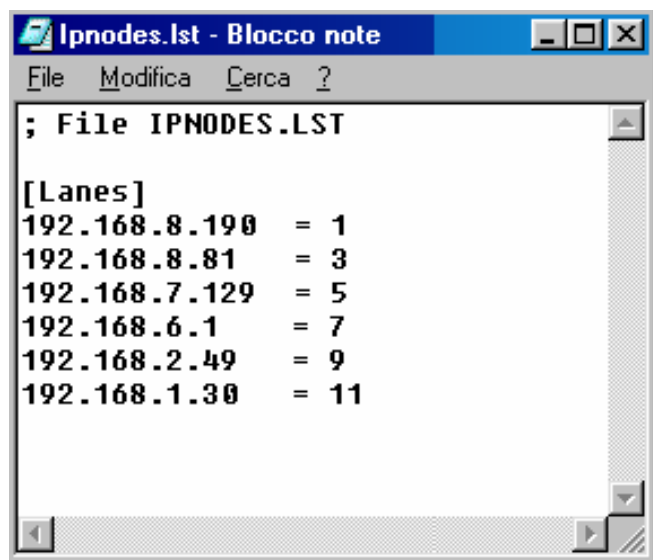 Ipnodes.lst - Blocco note
File Modifica Cerca ?
; File IPNODES.LST
[Lanes]
192.168.8.190 = 1
192.168.8.81 = 3
192.168.7.129 = 5
192.168.6.1 = 7
192.168.2.49 = 9
192.168.1.30 = 11